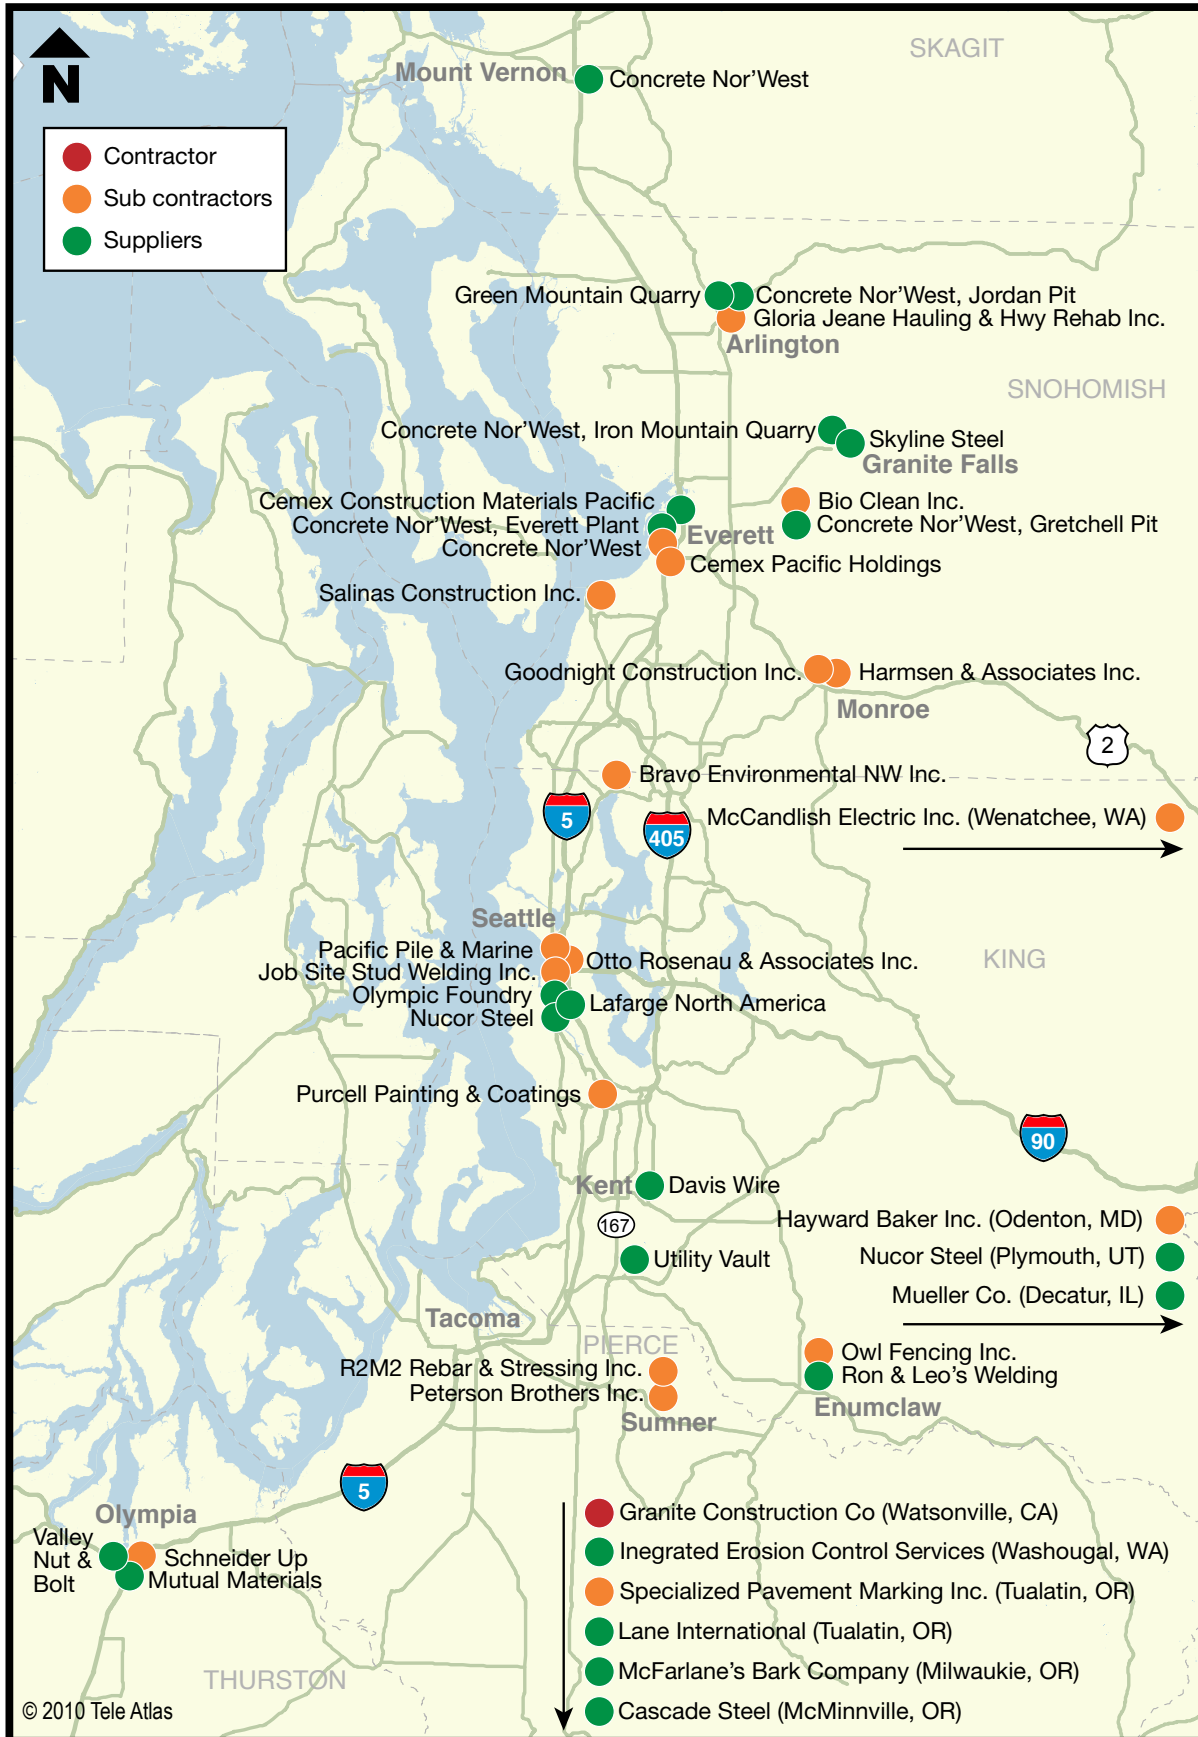 N
SKAGIT
Mount Vernon
Concrete Nor’West
Contractor
Sub contractors
Suppliers
Green Mountain Quarry
Concrete Nor’West, Jordan Pit
Gloria Jeane Hauling & Hwy Rehab Inc.
Arlington
SNOHOMISH
Concrete Nor’West, Iron Mountain Quarry
Skyline Steel
Granite Falls
Cemex Construction Materials Pacific
Bio Clean Inc.
Concrete Nor’West, Everett Plant
Concrete Nor’West, Gretchell Pit
Everett
Concrete Nor’West
Cemex Pacific Holdings
Salinas Construction Inc.
Goodnight Construction Inc.
Harmsen & Associates Inc.
Monroe
2
Bravo Environmental NW Inc.
5
405
McCandlish Electric Inc. (Wenatchee, WA)
Seattle
Pacific Pile & Marine
Otto Rosenau & Associates Inc.
KING
Job Site Stud Welding Inc.
Olympic Foundry
Lafarge North America
Nucor Steel
Purcell Painting & Coatings
90
Kent
Davis Wire
167
Hayward Baker Inc. (Odenton, MD)
Utility Vault
Nucor Steel (Plymouth, UT)
Mueller Co. (Decatur, IL)
Tacoma
PIERCE
Owl Fencing Inc.
R2M2 Rebar & Stressing Inc.
Ron & Leo’s Welding
Peterson Brothers Inc.
Enumclaw
Sumner
5
Olympia
Valley
Nut &
Bolt
Schneider Up
Mutual Materials
Granite Construction Co (Watsonville, CA)
Inegrated Erosion Control Services (Washougal, WA)
Specialized Pavement Marking Inc. (Tualatin, OR)
Lane International (Tualatin, OR)
McFarlane’s Bark Company (Milwaukie, OR)
Cascade Steel (McMinnville, OR)
THURSTON
© 2010 Tele Atlas